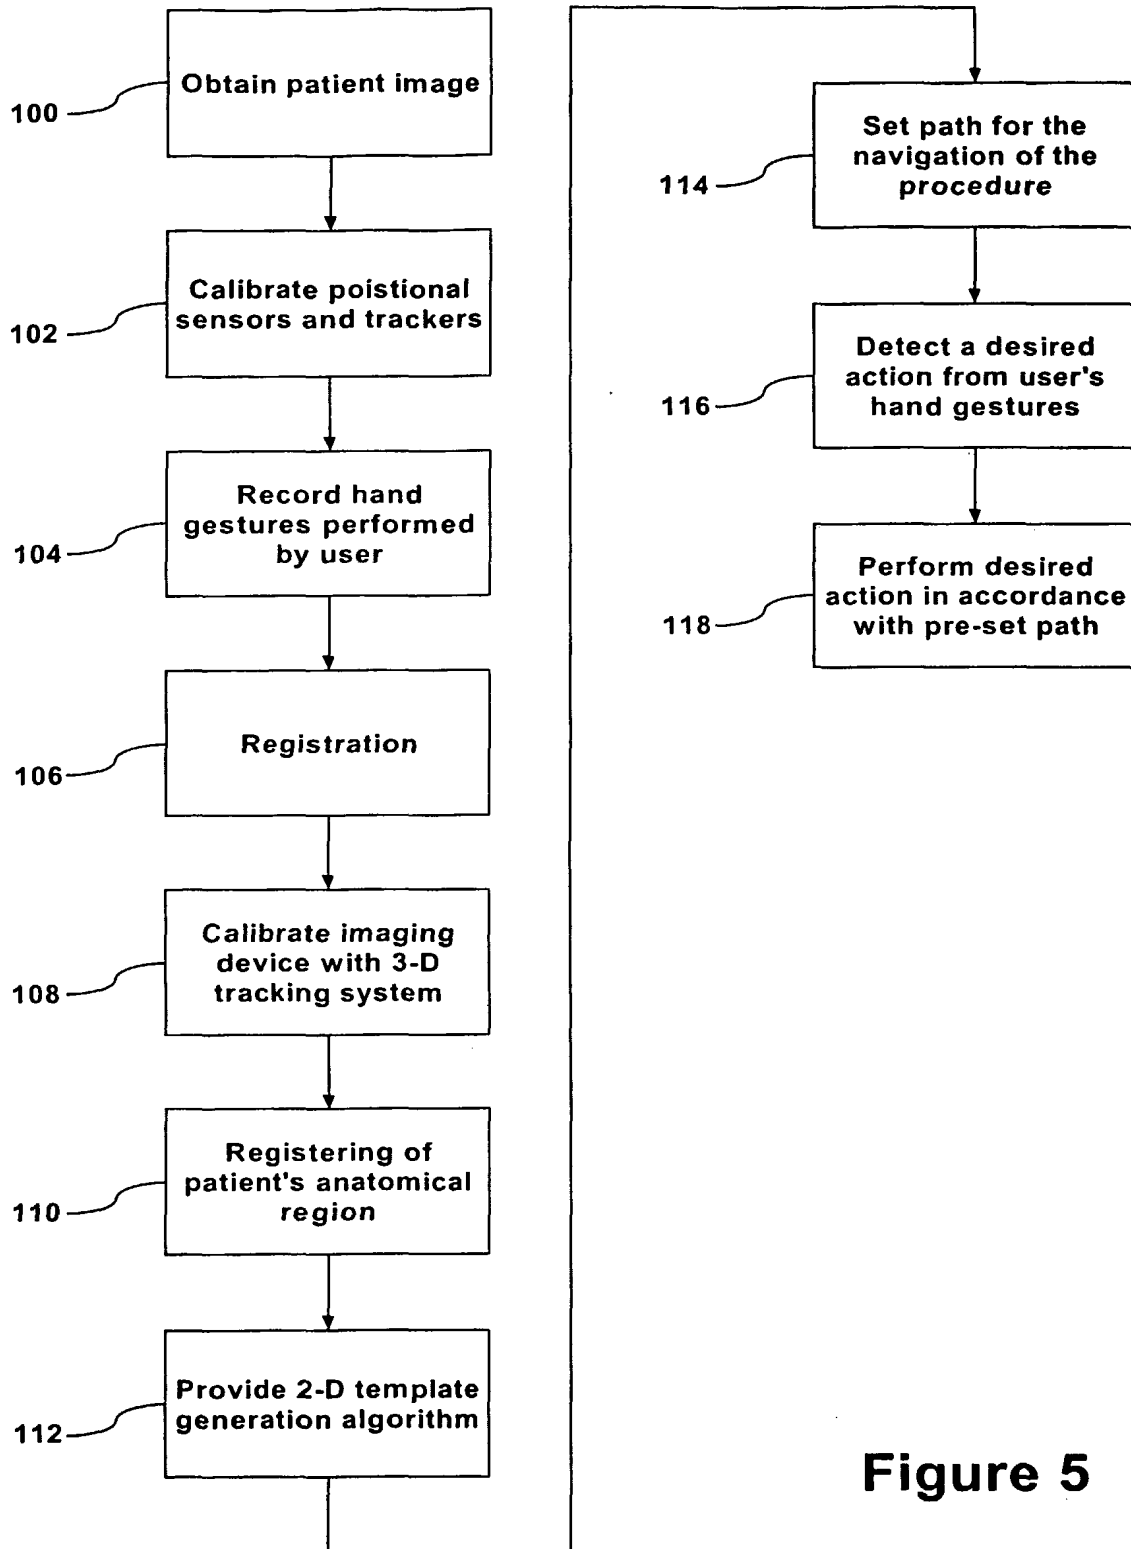 Obtain patient image
100
Calibrate poistional
sensors and trackers
102
Record hand
gestures performed
by user
104
Registration
106
Calibrate imaging
device with 3-D
tracking system
108
Registering of
patient's anatomical
region
110
Provide 2-D template
generation algorithm
112
Set path for the
navigation of the
procedure
114
Detect a desired
action from user's
hand gestures
116
Perform desired
action in accordance
with pre-set path
118
Figure 5